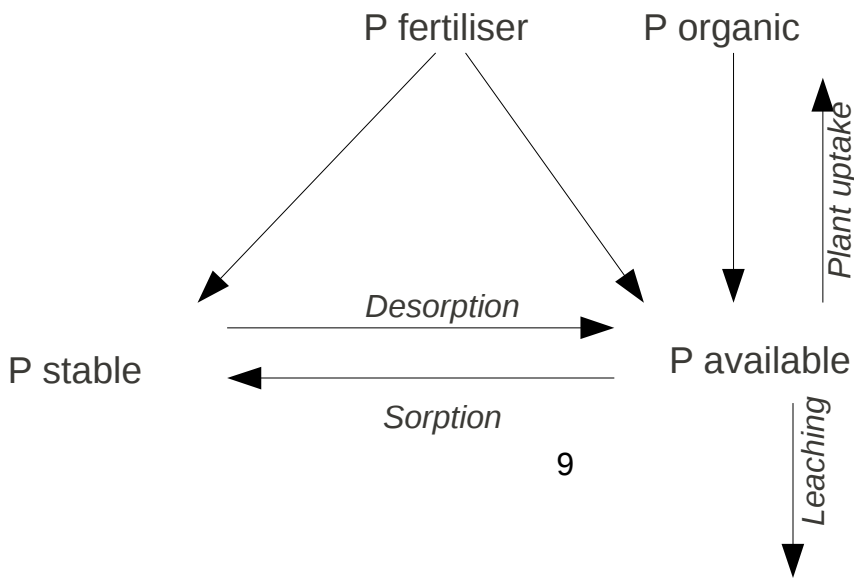 P fertiliser
P organic
Plant uptake
Desorption
P stable
P available
Sorption
Leaching
9